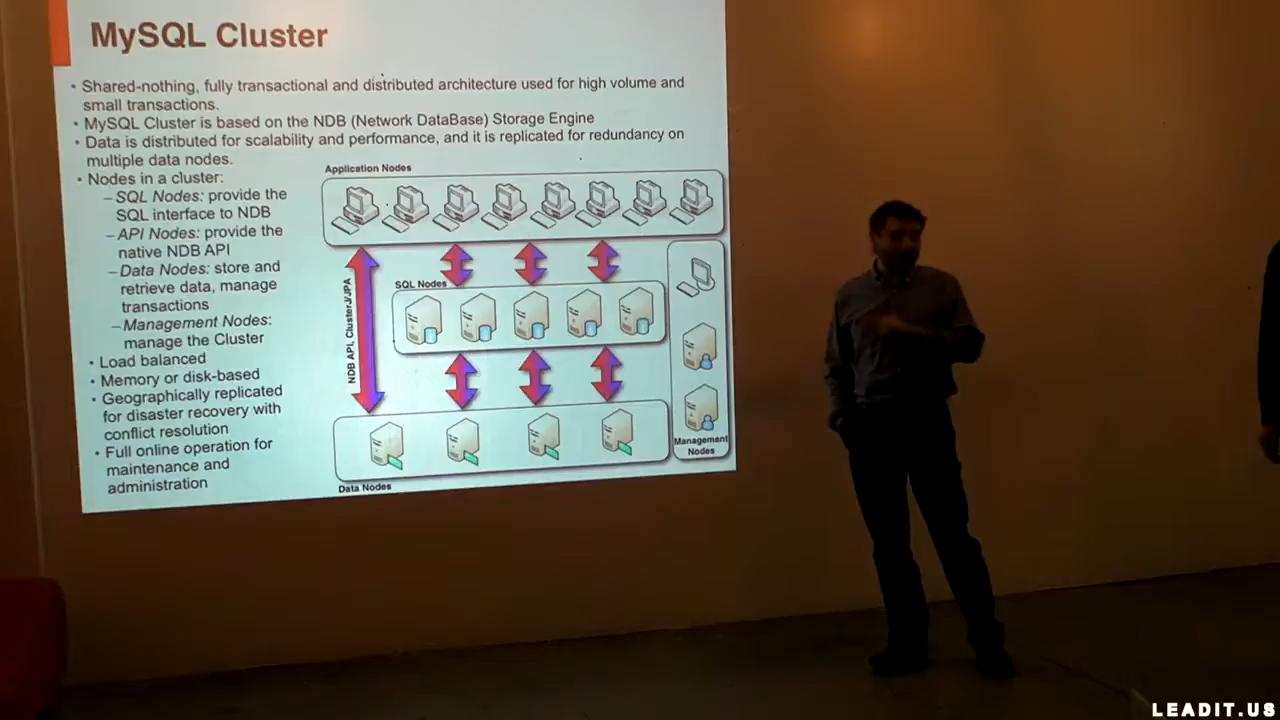 MySQL Cluster
• Shared-nothing, fully transactional and distributed architecture used for high volume and
small transactions.
• MySQL Cluster is based on the NDB (Network DataBase) Storage Engine
• Data is distributed for scalability and performance, and it is replicated for redundancy on
multiple data nodes.
• Nodes in a cluster:
– SQL Nodes: provide the
SQL interface to NDB
– API Nodes: provide the
native NDB API
– Data Nodes: store and
retrieve data, manage
transactions
– Management Nodes:
manage the Cluster
• Load balanced
• Memory or disk-based
• Geographically replicated
for disaster recovery with
conflict resolution
• Full online operation for
maintenance and
administration
Application Nodes
NDB API, ClusterJ/JPA
SQL Nodes
Management
Nodes
Data Nodes
LEADIT.US